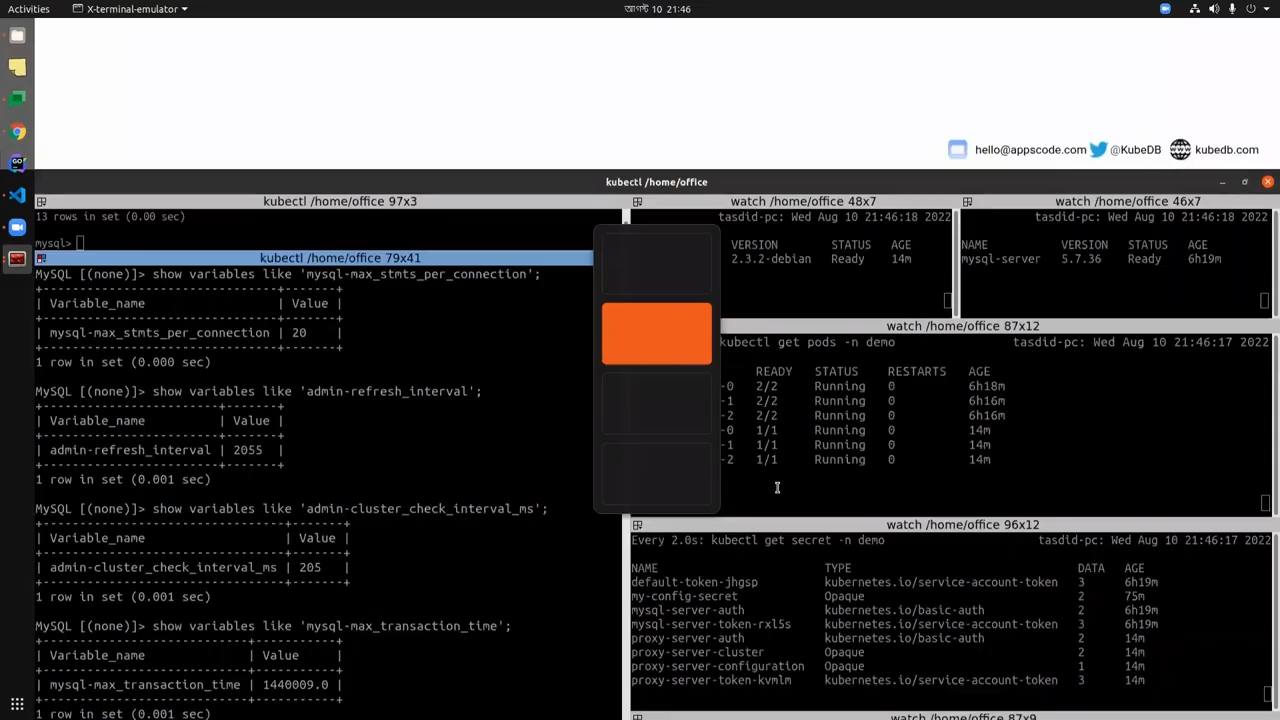 Activities X-terminal-emulator আগস্ট 10 21:46
hello@appscode.com @KubeDB kubedb.com
kubectl /home/office
kubectl /home/office 97x3
13 rows in set (0.00 sec)
mysql>
kubectl /home/office 79x41
MySQL [(none)]> show variables like 'mysql-max_stmts_per_connection';
+--------------------------------+-------+
| Variable_name | Value |
+--------------------------------+-------+
| mysql-max_stmts_per_connection | 20 |
+--------------------------------+-------+
1 row in set (0.000 sec)
MySQL [(none)]> show variables like 'admin-refresh_interval';
+------------------------+-------+
| Variable_name | Value |
+------------------------+-------+
| admin-refresh_interval | 2055 |
+------------------------+-------+
1 row in set (0.001 sec)
MySQL [(none)]> show variables like 'admin-cluster_check_interval_ms';
+---------------------------------+-------+
| Variable_name | Value |
+---------------------------------+-------+
| admin-cluster_check_interval_ms | 205 |
+---------------------------------+-------+
1 row in set (0.001 sec)
MySQL [(none)]> show variables like 'mysql-max_transaction_time';
+----------------------------+-----------+
| Variable_name | Value |
+----------------------------+-----------+
| mysql-max_transaction_time | 1440009.0 |
+----------------------------+-----------+
1 row in set (0.001 sec)
watch /home/office 48x7
tasdid-pc: Wed Aug 10 21:46:18 2022
VERSION STATUS AGE
2.3.2-debian Ready 14m
watch /home/office 46x7
tasdid-pc: Wed Aug 10 21:46:18 2022
NAME VERSION STATUS AGE
mysql-server 5.7.36 Ready 6h19m
watch /home/office 87x12
kubectl get pods -n demo tasdid-pc: Wed Aug 10 21:46:17 2022
READY STATUS RESTARTS AGE
-0 2/2 Running 0 6h18m
-1 2/2 Running 0 6h16m
-2 2/2 Running 0 6h16m
-0 1/1 Running 0 14m
-1 1/1 Running 0 14m
-2 1/1 Running 0 14m
watch /home/office 96x12
Every 2.0s: kubectl get secret -n demo tasdid-pc: Wed Aug 10 21:46:17 2022
NAME TYPE DATA AGE
default-token-jhgsp kubernetes.io/service-account-token 3 6h19m
my-config-secret Opaque 2 75m
mysql-server-auth kubernetes.io/basic-auth 2 6h19m
mysql-server-token-rxl5s kubernetes.io/service-account-token 3 6h19m
proxy-server-auth kubernetes.io/basic-auth 2 14m
proxy-server-cluster Opaque 2 14m
proxy-server-configuration Opaque 1 14m
proxy-server-token-kvmlm kubernetes.io/service-account-token 3 14m
watch /home/office 87x9